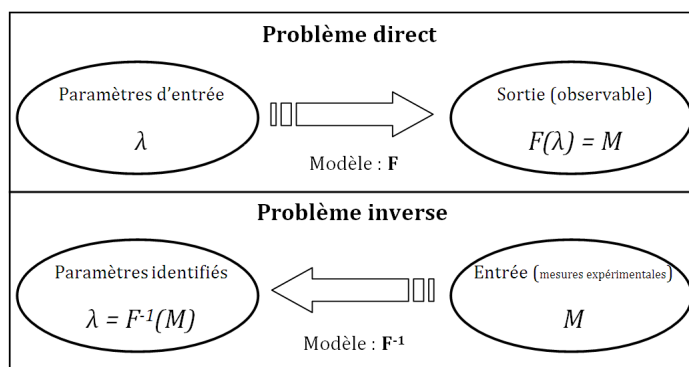 Problème direct
Paramètres d'entrée
λ
Modèle : F
Sortie (observable)
F(λ) = M
Problème inverse
Paramètres identifiés
λ = F⁻¹(M)
Modèle : F⁻¹
Entrée (mesures expérimentales)
M